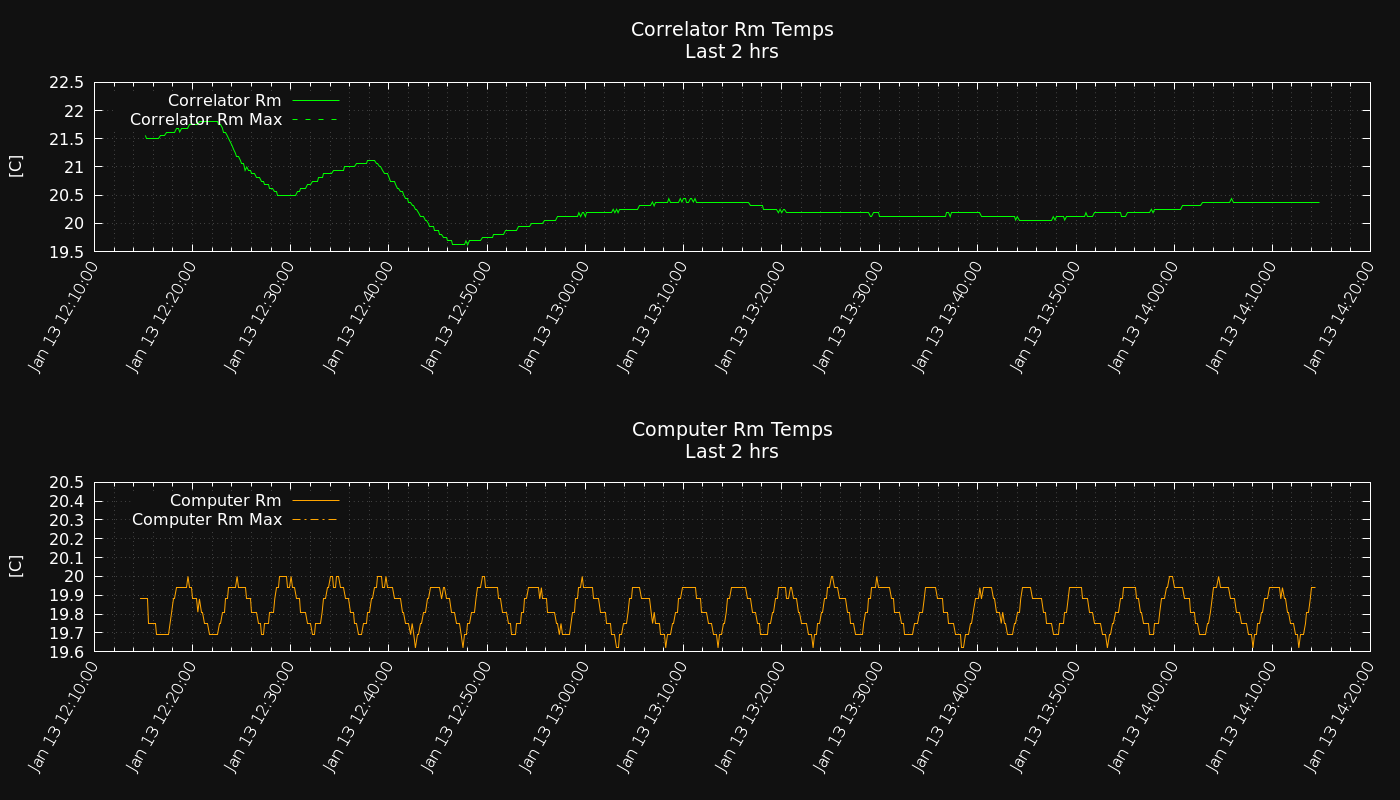 Correlator Rm Temps
Last 2 hrs
[C]
22.5
22
21.5
21
20.5
20
19.5
Correlator Rm
Correlator Rm Max
Jan 13 12:10:00
Jan 13 12:20:00
Jan 13 12:30:00
Jan 13 12:40:00
Jan 13 12:50:00
Jan 13 13:00:00
Jan 13 13:10:00
Jan 13 13:20:00
Jan 13 13:30:00
Jan 13 13:40:00
Jan 13 13:50:00
Jan 13 14:00:00
Jan 13 14:10:00
Jan 13 14:20:00
Computer Rm Temps
Last 2 hrs
[C]
20.5
20.4
20.3
20.2
20.1
20
19.9
19.8
19.7
19.6
Computer Rm
Computer Rm Max
Jan 13 12:10:00
Jan 13 12:20:00
Jan 13 12:30:00
Jan 13 12:40:00
Jan 13 12:50:00
Jan 13 13:00:00
Jan 13 13:10:00
Jan 13 13:20:00
Jan 13 13:30:00
Jan 13 13:40:00
Jan 13 13:50:00
Jan 13 14:00:00
Jan 13 14:10:00
Jan 13 14:20:00